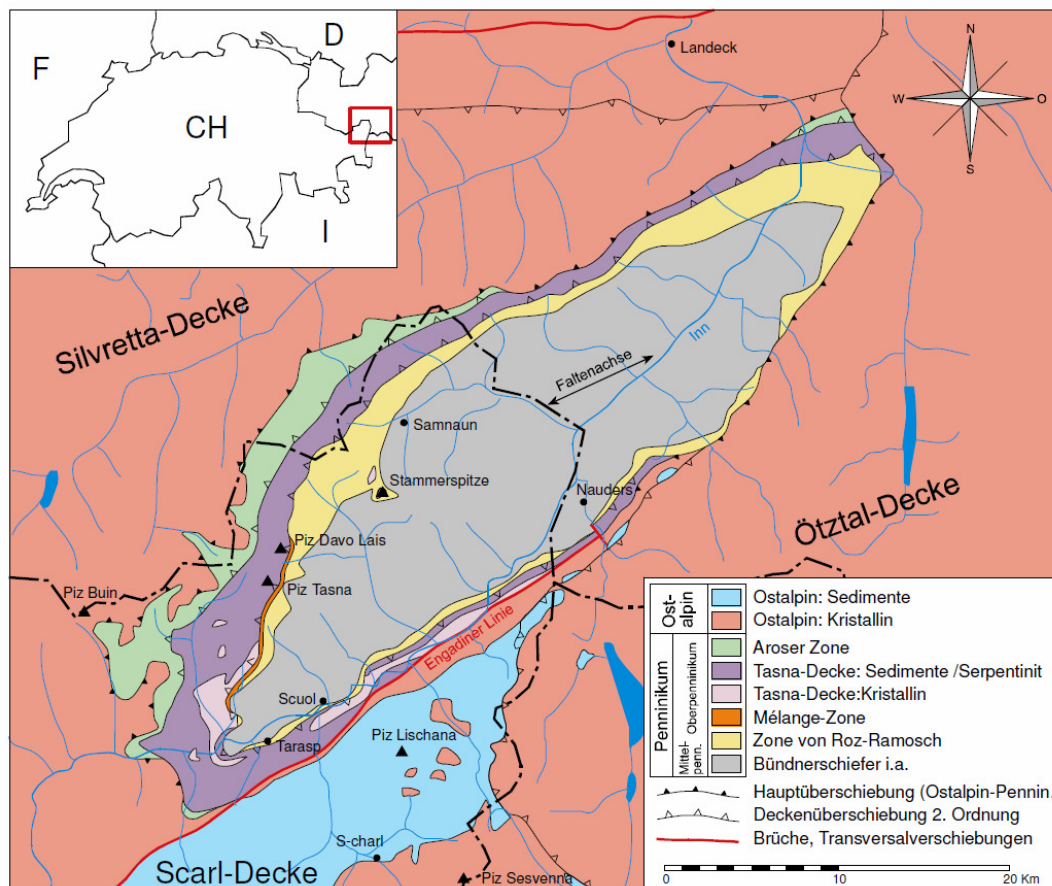 F
D
CH
I
N
W
O
S
Landeck
Silvretta-Decke
Inn
Faltenachse
Samnaun
Stammerspitze
Nauders
Ötztal-Decke
Piz Davo Lais
Piz Tasna
Piz Buin
Engadiner Linie
Scuol
Tarasp
Piz Lischana
S-charl
Scarl-Decke
Piz Sesvenna
Ost-
alpin
Ostalpin: Sedimente
Ostalpin: Kristallin
Penninikum
Oberpenninikum
Aroser Zone
Tasna-Decke: Sedimente /Serpentinit
Tasna-Decke:Kristallin
Mélange-Zone
Mittel-
penn.
Zone von Roz-Ramosch
Bündnerschiefer i.a.
Hauptüberschiebung (Ostalpin-Pennin.
Deckenüberschiebung 2. Ordnung
Brüche, Transversalverschiebungen
0 10 20 Km